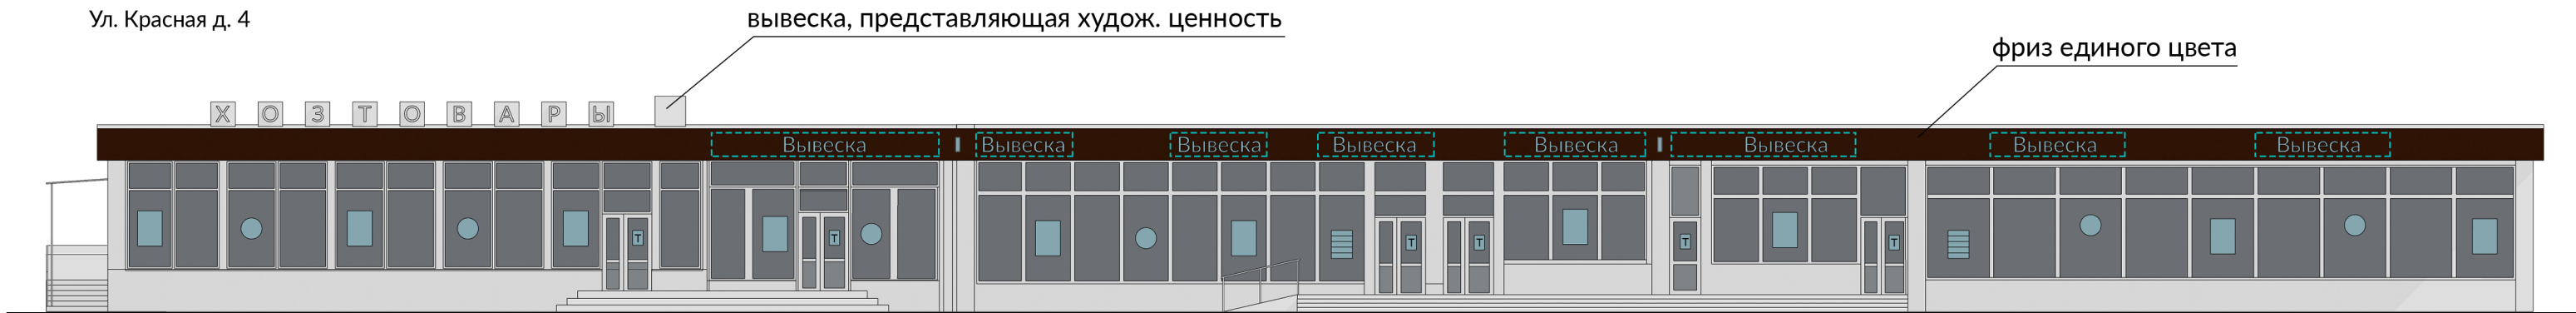 Ул. Красная д. 4
вывеска, представляющая худож. ценность
фриз единого цвета
ХОЗТОВАРЫ
Вывеска
Вывеска
Вывеска
Вывеска
Вывеска
Вывеска
Вывеска
Вывеска
Т
Т
Т
Т
Т
Т